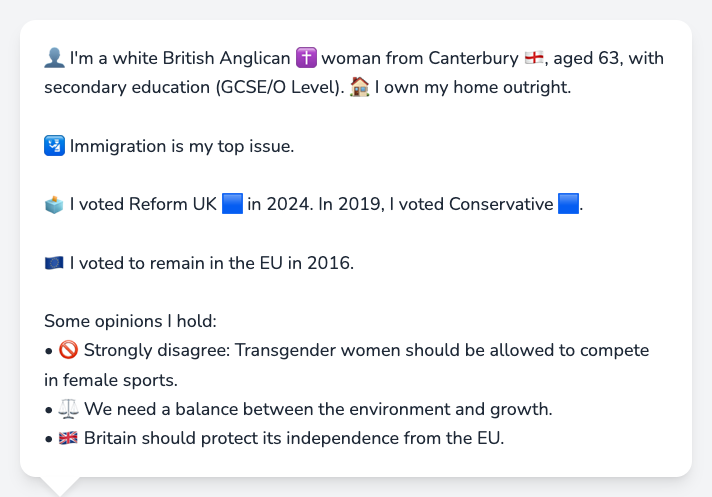 👤 I'm a white British Anglican ✝️ woman from Canterbury 🏴󠁧󠁢󠁥󠁮󠁧󠁿, aged 63, with
secondary education (GCSE/O Level). 🏠 I own my home outright.
🛂 Immigration is my top issue.
🗳️ I voted Reform UK 🟦 in 2024. In 2019, I voted Conservative 🟦.
🇪🇺 I voted to remain in the EU in 2016.
Some opinions I hold:
• 🚫 Strongly disagree: Transgender women should be allowed to compete
in female sports.
• ⚖️ We need a balance between the environment and growth.
• 🇬🇧 Britain should protect its independence from the EU.